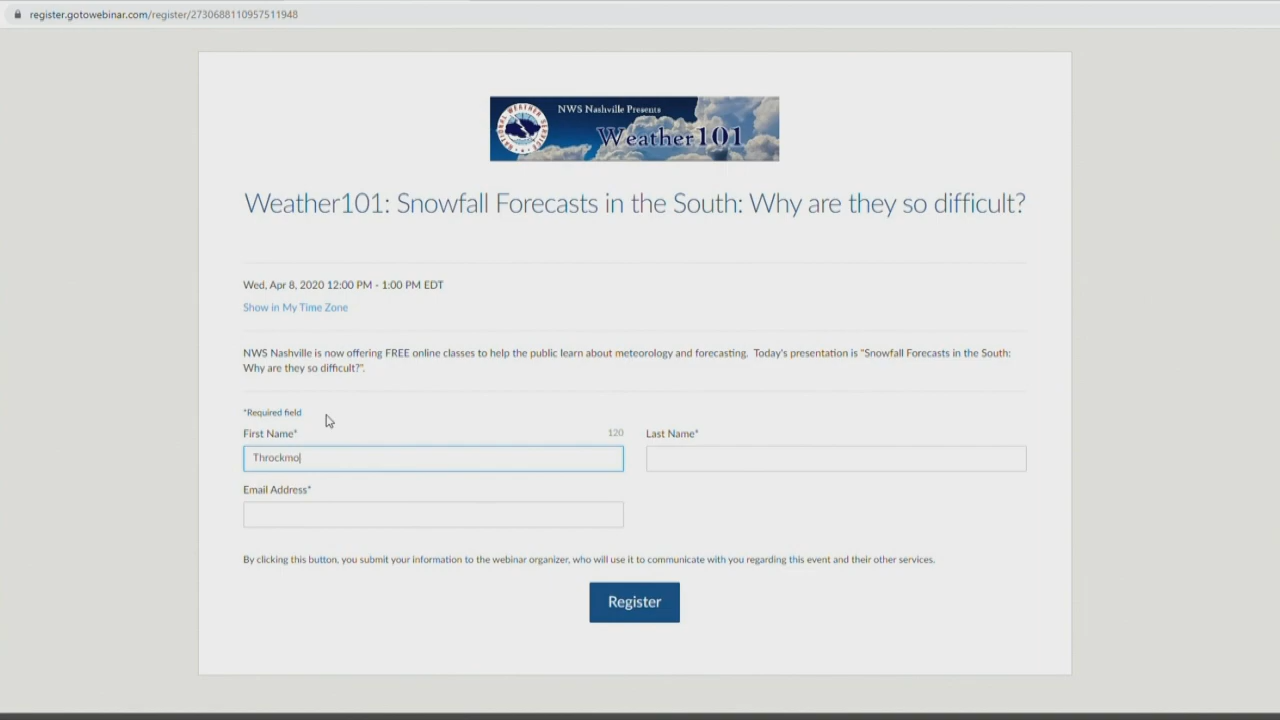 register.gotowebinar.com/register/2730688110957511948
NATIONAL WEATHER SERVICE
NWS Nashville Presents
Weather101
Weather101: Snowfall Forecasts in the South: Why are they so difficult?
Wed, Apr 8, 2020 12:00 PM - 1:00 PM EDT
Show in My Time Zone
NWS Nashville is now offering FREE online classes to help the public learn about meteorology and forecasting. Today's presentation is "Snowfall Forecasts in the South:
Why are they so difficult?".
*Required field
First Name* 120 Last Name*
Throckmo
Email Address*
By clicking this button, you submit your information to the webinar organizer, who will use it to communicate with you regarding this event and their other services.
Register